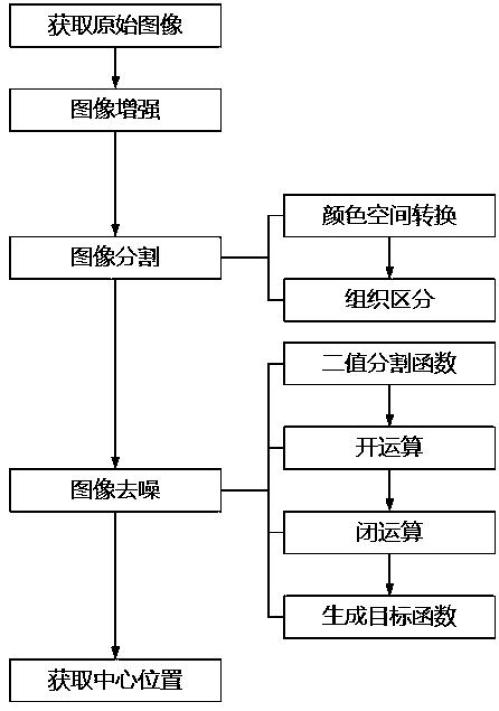 获取原始图像
图像增强
图像分割
颜色空间转换
组织区分
图像去噪
二值分割函数
开运算
闭运算
生成目标函数
获取中心位置